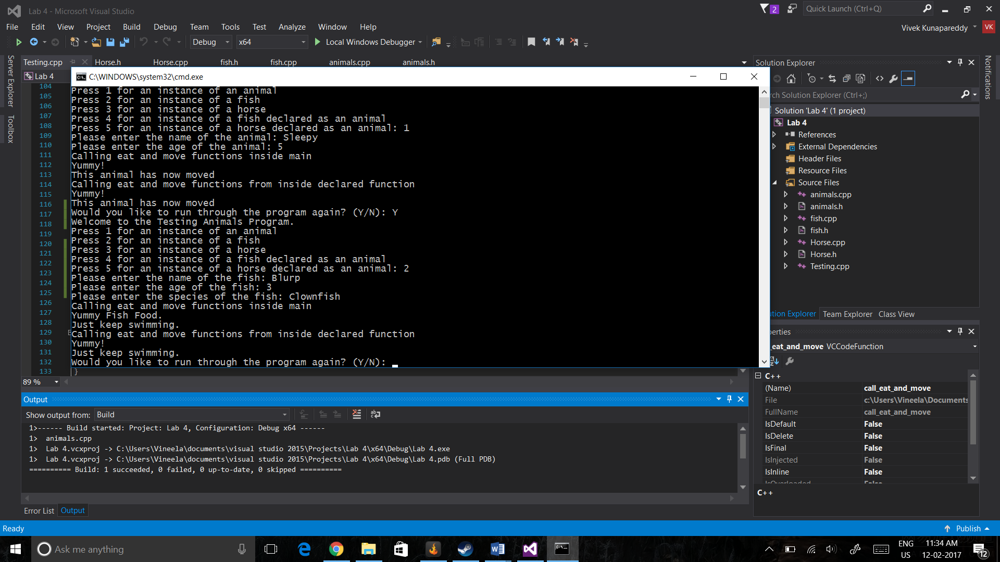 Lab 4 - Microsoft Visual Studio
2
Quick Launch (Ctrl+Q)
File Edit View Project Build Debug Team Tools Test Analyze Window Help
Vivek Kunapareddy VK
Debug x64 Local Windows Debugger
Server Explorer
Toolbox
Testing.cpp Horse.h Horse.cpp fish.h fish.cpp animals.cpp animals.h
Lab 4
C:\WINDOWS\system32\cmd.exe
104
105
106
107
108
109
110
111
112
113
114
115
116
117
118
119
120
121
122
123
124
125
126
127
128
129
130
131
132
133
Press 1 for an instance of an animal
Press 2 for an instance of a fish
Press 3 for an instance of a horse
Press 4 for an instance of a fish declared as an animal
Press 5 for an instance of a horse declared as an animal: 1
Please enter the name of the animal: Sleepy
Please enter the age of the animal: 5
Calling eat and move functions inside main
Yummy!
This animal has now moved
Calling eat and move functions from inside declared function
Yummy!
This animal has now moved
Would you like to run through the program again? (Y/N): Y
Welcome to the Testing Animals Program.
Press 1 for an instance of an animal
Press 2 for an instance of a fish
Press 3 for an instance of a horse
Press 4 for an instance of a fish declared as an animal
Press 5 for an instance of a horse declared as an animal: 2
Please enter the name of the fish: Blurp
Please enter the age of the fish: 3
Please enter the species of the fish: Clownfish
Calling eat and move functions inside main
Yummy Fish Food.
Just keep swimming.
Calling eat and move functions from inside declared function
Yummy!
Just keep swimming.
Would you like to run through the program again? (Y/N):
}
89 %
Solution Explorer
rch Solution Explorer (Ctrl+;)
Solution 'Lab 4' (1 project)
Lab 4
References
External Dependencies
Header Files
Resource Files
Source Files
animals.cpp
animals.h
fish.cpp
fish.h
Horse.cpp
Horse.h
Testing.cpp
ution Explorer Team Explorer Class View
Notifications
perties
_eat_and_move VCCodeFunction
C++
(Name) call_eat_and_move
File c:\Users\Vineela\Documents
FullName call_eat_and_move
IsDefault False
IsDelete False
IsFinal False
IsInjected False
IsInline False
IsOverloaded False
C++
Output
Show output from: Build
1>------ Build started: Project: Lab 4, Configuration: Debug x64 ------
1> animals.cpp
1> Lab 4.vcxproj -> C:\Users\Vineela\documents\visual studio 2015\Projects\Lab 4\x64\Debug\Lab 4.exe
1> Lab 4.vcxproj -> C:\Users\Vineela\documents\visual studio 2015\Projects\Lab 4\x64\Debug\Lab 4.pdb (Full PDB)
========== Build: 1 succeeded, 0 failed, 0 up-to-date, 0 skipped ==========
Error List Output
Ready
Publish
Ask me anything
ENG
US
11:34 AM
12-02-2017
12